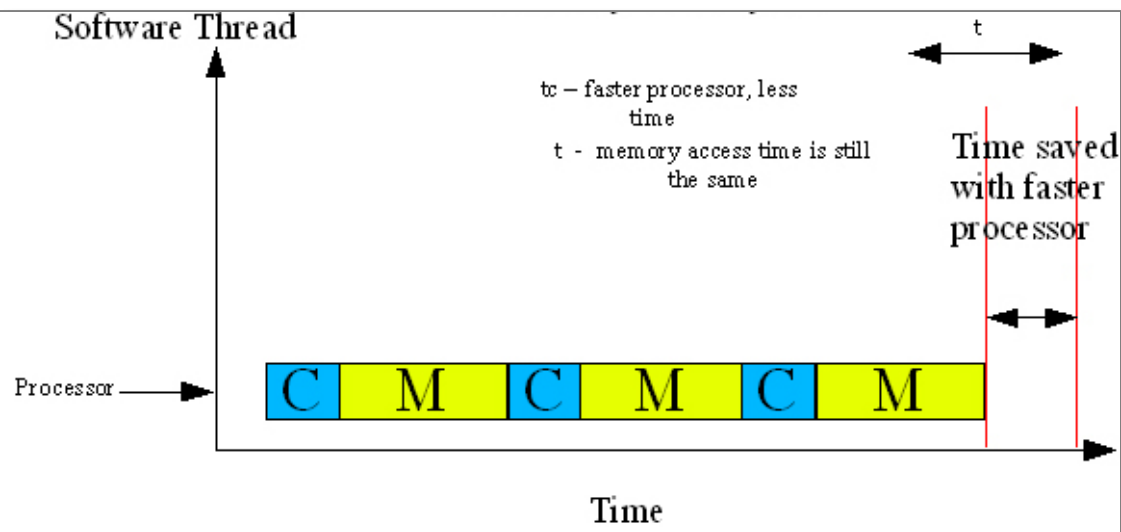 Software Thread
t
tc – faster processor, less
time
t - memory access time is still
the same
Time saved
with faster
processor
Processor
C M C M C M
Time